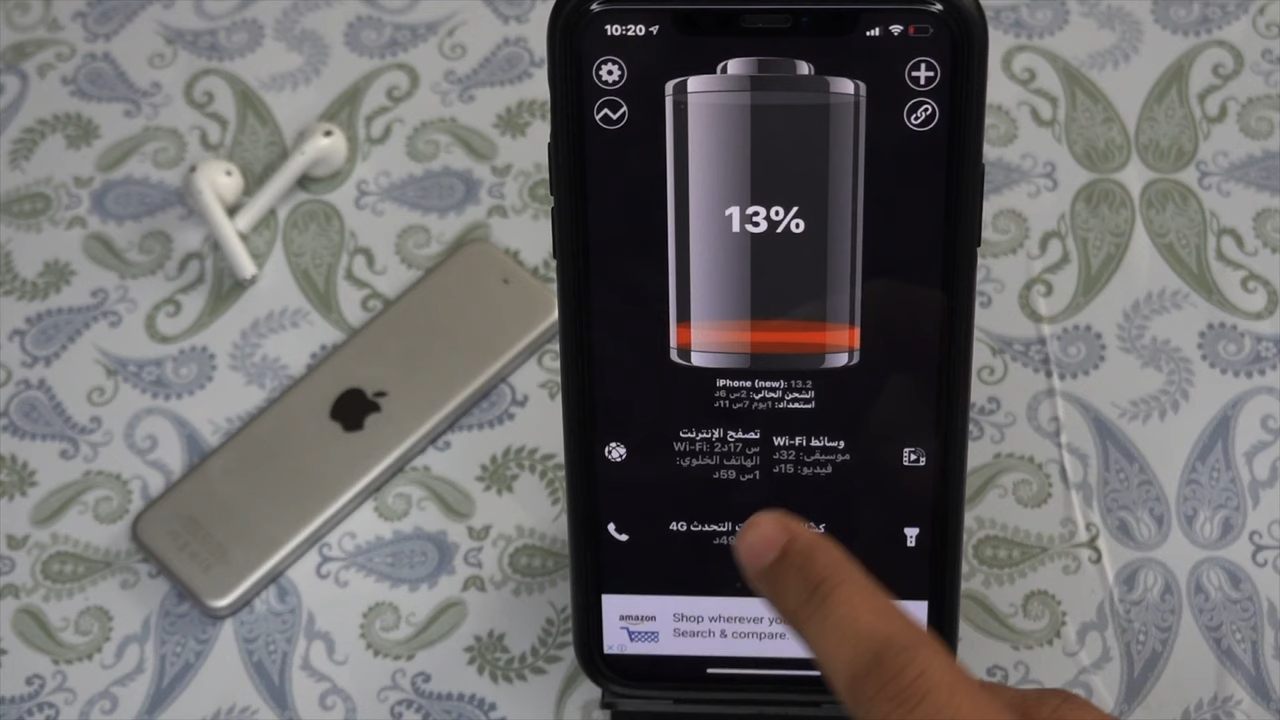 10:20
13%
iPhone (new): 13.2
الشحن الحالي: 2س 6د
استعداد: 1يوم 7س 11د
وسائط Wi-Fi
موسيقى: 32د
فيديو: 15د
تصفح الإنترنت
Wi-Fi: 2س 17د
الهاتف الخلوي:
1س 59د
التحدث 4G
amazon
Shop wherever
Search & compare.